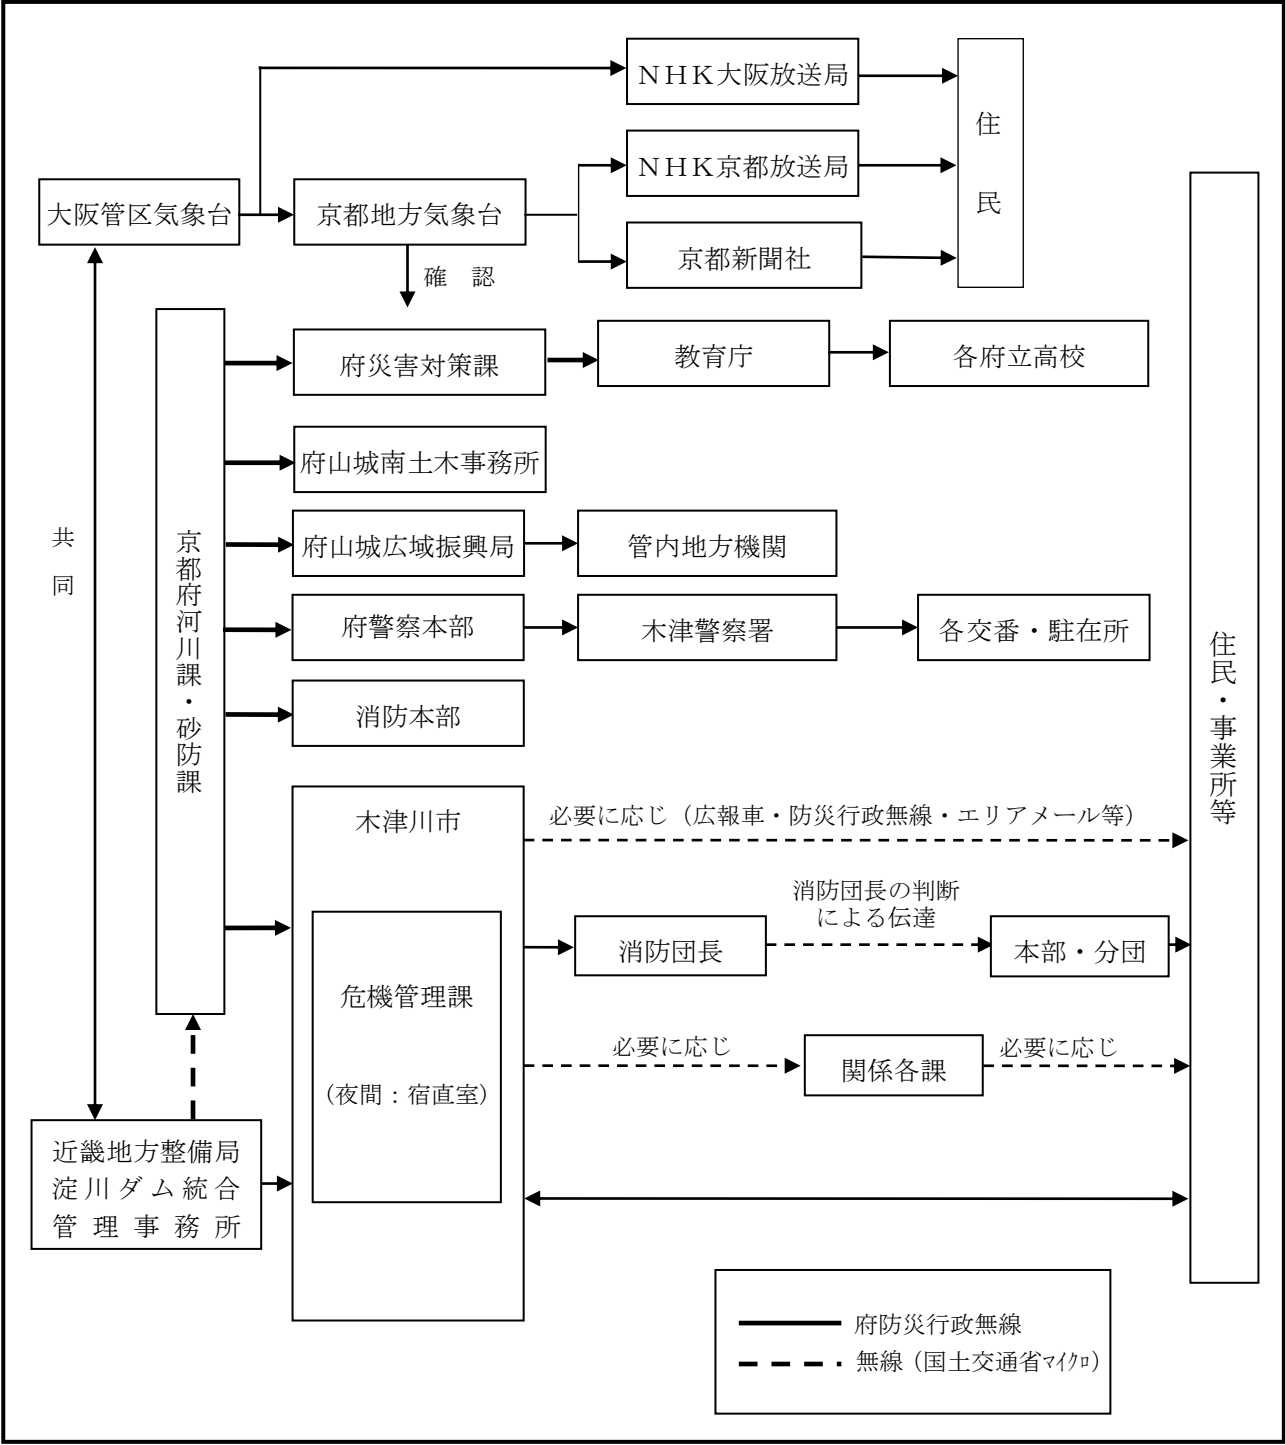 ＮＨＫ大阪放送局
住民
ＮＨＫ京都放送局
大阪管区気象台
京都地方気象台
京都新聞社
確　認
府災害対策課
教育庁
各府立高校
府山城南土木事務所
共同
京都府河川課・砂防課
府山城広域振興局
管内地方機関
府警察本部
木津警察署
各交番・駐在所
消防本部
住民・事業所等
木津川市
必要に応じ（広報車・防災行政無線・エリアメール等）
消防団長の判断
による伝達
消防団長
本部・分団
危機管理課
（夜間：宿直室）
必要に応じ
関係各課
必要に応じ
近畿地方整備局
淀川ダム統合
管理事務所
府防災行政無線
無線（国土交通省ﾏｲｸﾛ）